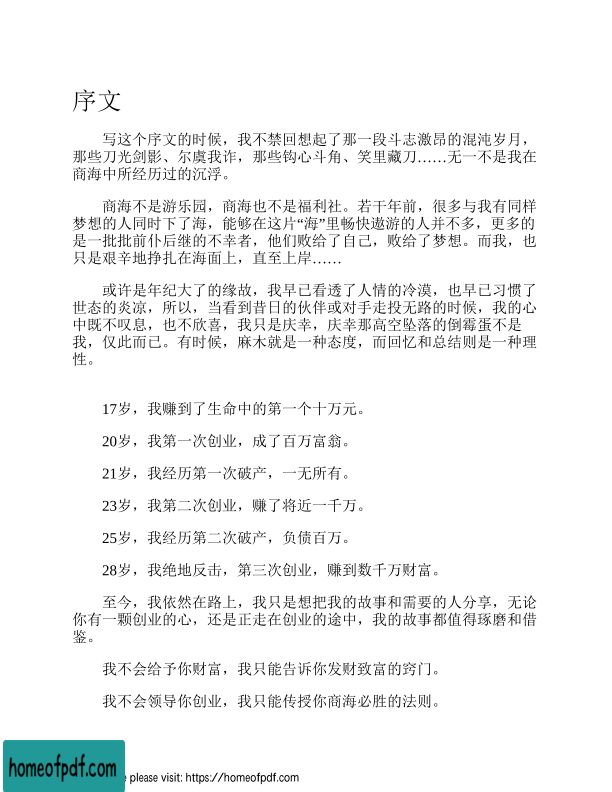 序文
写这个序文的时候，我不禁回想起了那一段斗志激昂的混沌岁月，
那些刀光剑影、尔虞我诈，那些钩心斗角、笑里藏刀……无一不是我在
商海中所经历过的沉浮。
商海不是游乐园，商海也不是福利社。若干年前，很多与我有同样
梦想的人同时下了海，能够在这片“海”里畅快遨游的人并不多，更多的
是一批批前仆后继的不幸者，他们败给了自己，败给了梦想。而我，也
只是艰辛地挣扎在海面上，直至上岸……
或许是年纪大了的缘故，我早已看透了人情的冷漠，也早已习惯了
世态的炎凉，所以，当看到昔日的伙伴或对手走投无路的时候，我的心
中既不叹息，也不欣喜，我只是庆幸，庆幸那高空坠落的倒霉蛋不是
我，仅此而已。有时候，麻木就是一种态度，而回忆和总结则是一种理
性。
17岁，我赚到了生命中的第一个十万元。
20岁，我第一次创业，成了百万富翁。
21岁，我经历第一次破产，一无所有。
23岁，我第二次创业，赚了将近一千万。
25岁，我经历第二次破产，负债百万。
28岁，我绝地反击，第三次创业，赚到数千万财富。
至今，我依然在路上，我只是想把我的故事和需要的人分享，无论
你有一颗创业的心，还是正走在创业的途中，我的故事都值得琢磨和借
鉴。
我不会给予你财富，我只能告诉你发财致富的窍门。
我不会领导你创业，我只能传授你商海必胜的法则。
homeofpdf.com
please visit: https://homeofpdf.com